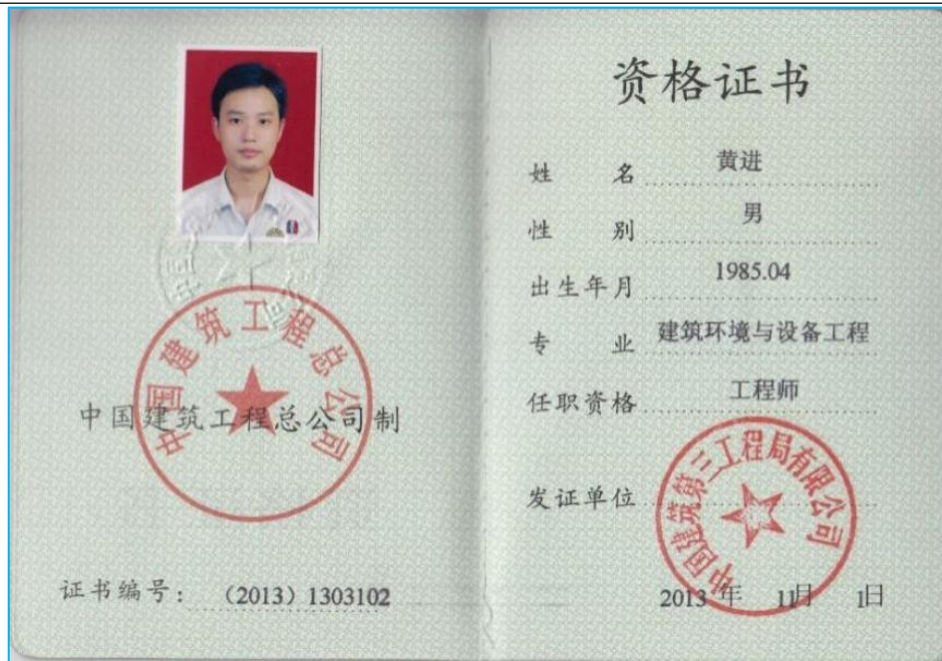 中国建筑工程总公司
中国建筑工程总公司制
证书编号： （2013）1303102
资格证书
姓 名 黄进
性 别 男
出生年月 1985.04
专 业 建筑环境与设备工程
任职资格 工程师
发证单位
中国建筑第三工程局有限公司
2013 年 11月 1日